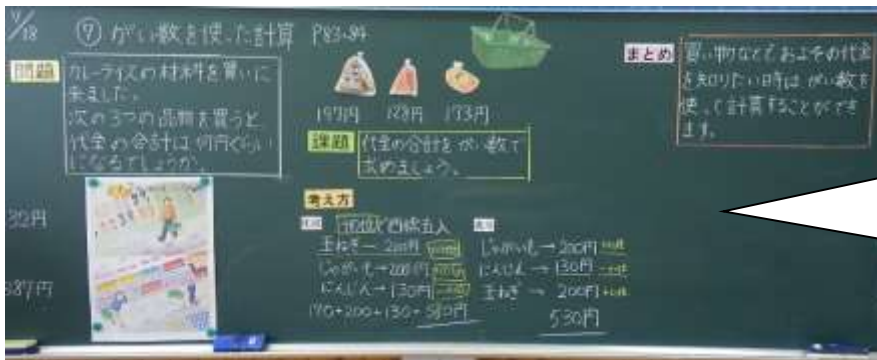 ⑦ がい数を使った計算 P83.84
問題
カレーライスの材料を買いに
来ました。
次の3つの品物を買うと
代金の合計は何円ぐらい
になるでしょうか。
197円 128円 173円
課題
代金の合計をがい数で
求めましょう。
考え方
四捨五入
玉ねぎ→200円
じゃがいも→200円
にんじん→130円
+200+130=530円
じゃがいも→200円
にんじん→130円
玉ねぎ→200円
530円
まとめ
買い物などでおよその代金
を知りたい時はがい数を
使って計算することができ
ます。
32円
387円